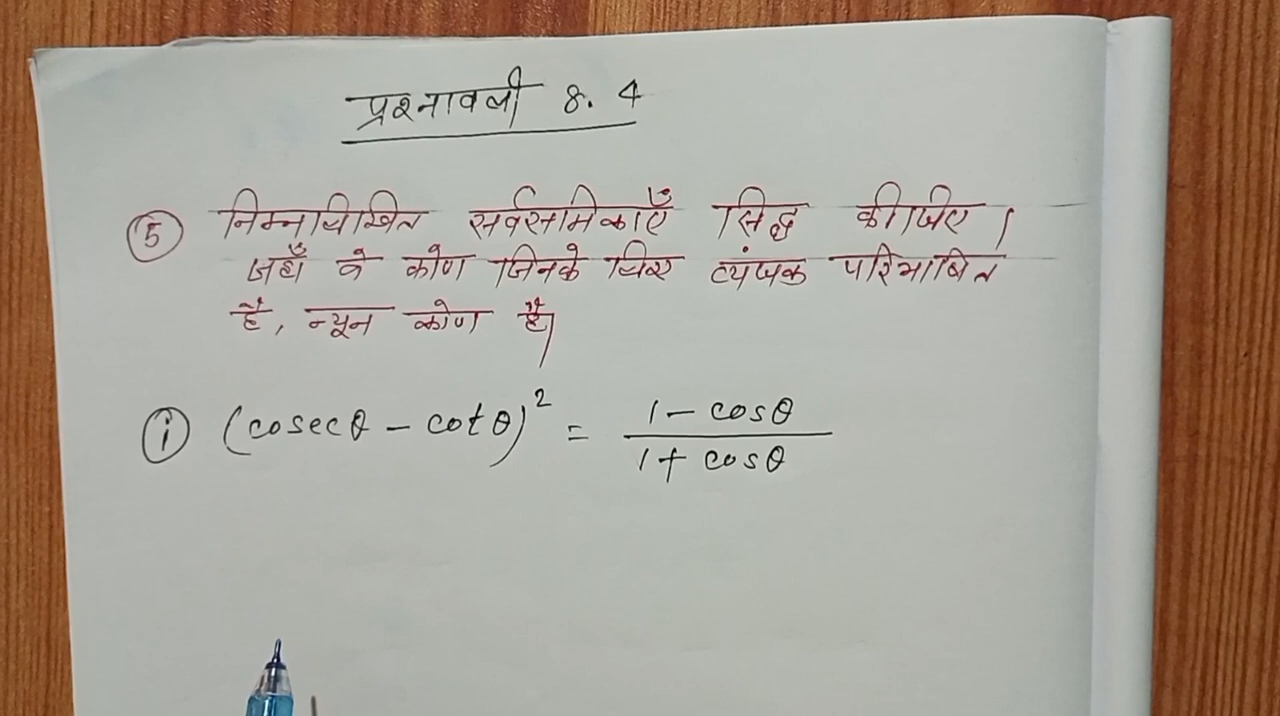 प्रश्नावली 8.4
⑤ निम्नलिखित सर्वसमिकाएँ सिद्ध कीजिए।
जहाँ वे कोण जिनके लिए व्यंजक परिभाषित
है, न्यून कोण हैं।
ⓘ (cosecθ - cotθ)² = (1 - cosθ)/(1 + cosθ)